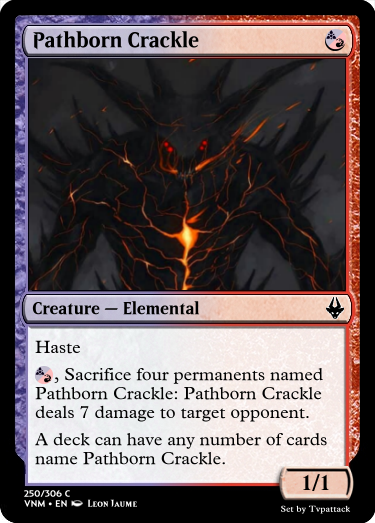 Pathborn Crackle
Creature — Elemental
Haste
, Sacrifice four permanents named
Pathborn Crackle: Pathborn Crackle
deals 7 damage to target opponent.
A deck can have any number of cards
name Pathborn Crackle.
1/1
250/306 C
VNM • EN Leon Jaume
Set by Tvpattack